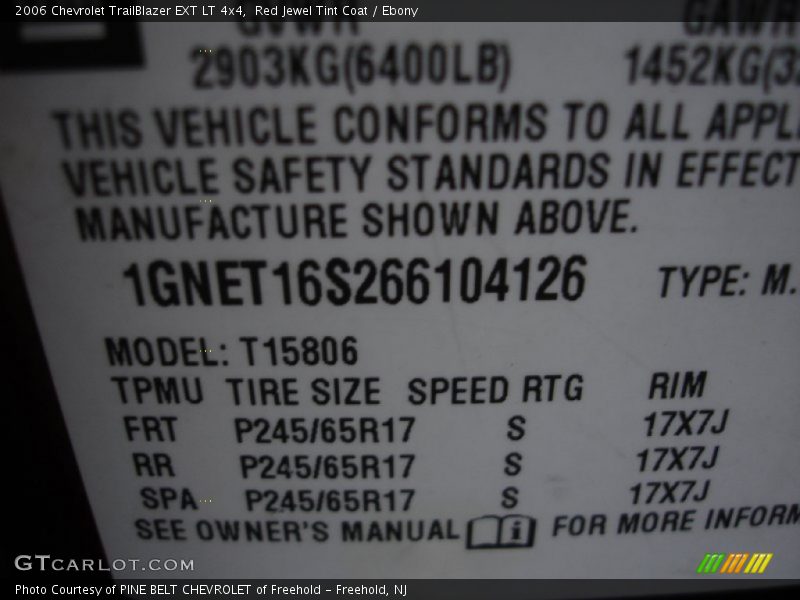 2006 Chevrolet TrailBlazer EXT LT 4x4, Red Jewel Tint Coat / Ebony
GVWR GAWR
2903KG(6400LB) 1452KG(3
THIS VEHICLE CONFORMS TO ALL APPL
VEHICLE SAFETY STANDARDS IN EFFECT
MANUFACTURE SHOWN ABOVE.
1GNET16S266104126 TYPE: M.
MODEL: T15806
TPMU TIRE SIZE SPEED RTG RIM
FRT P245/65R17 S 17X7J
RR P245/65R17 S 17X7J
SPA P245/65R17 S 17X7J
SEE OWNER'S MANUAL i FOR MORE INFORM
GTCARLOT.COM
Photo Courtesy of PINE BELT CHEVROLET of Freehold - Freehold, NJ